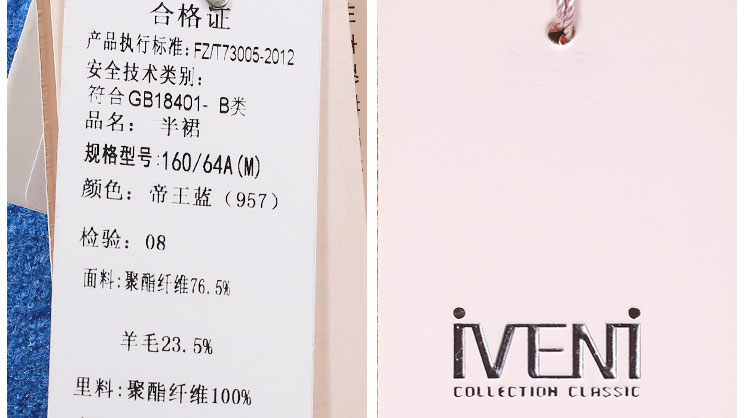 合格证
产品执行标准：FZ/T73005-2012
安全技术类别：
符合GB18401- B类
品名： 半裙
规格型号：160/64A(M)
颜色：帝王蓝（957）
检验：08
面料：聚酯纤维76.5%
羊毛23.5%
里料：聚酯纤维100%
iVENi
COLLECTION CLASSIC